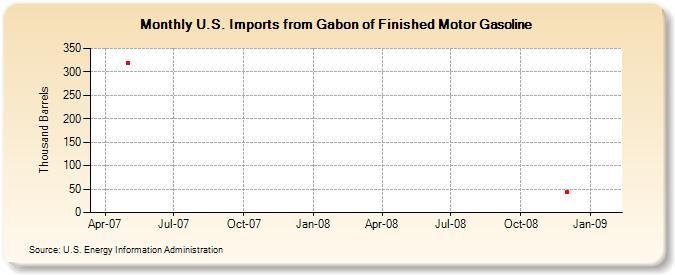 Monthly U.S. Imports from Gabon of Finished Motor Gasoline
Thousand Barrels
350
300
250
200
150
100
50
0
Apr-07 Jul-07 Oct-07 Jan-08 Apr-08 Jul-08 Oct-08 Jan-09
Source: U.S. Energy Information Administration